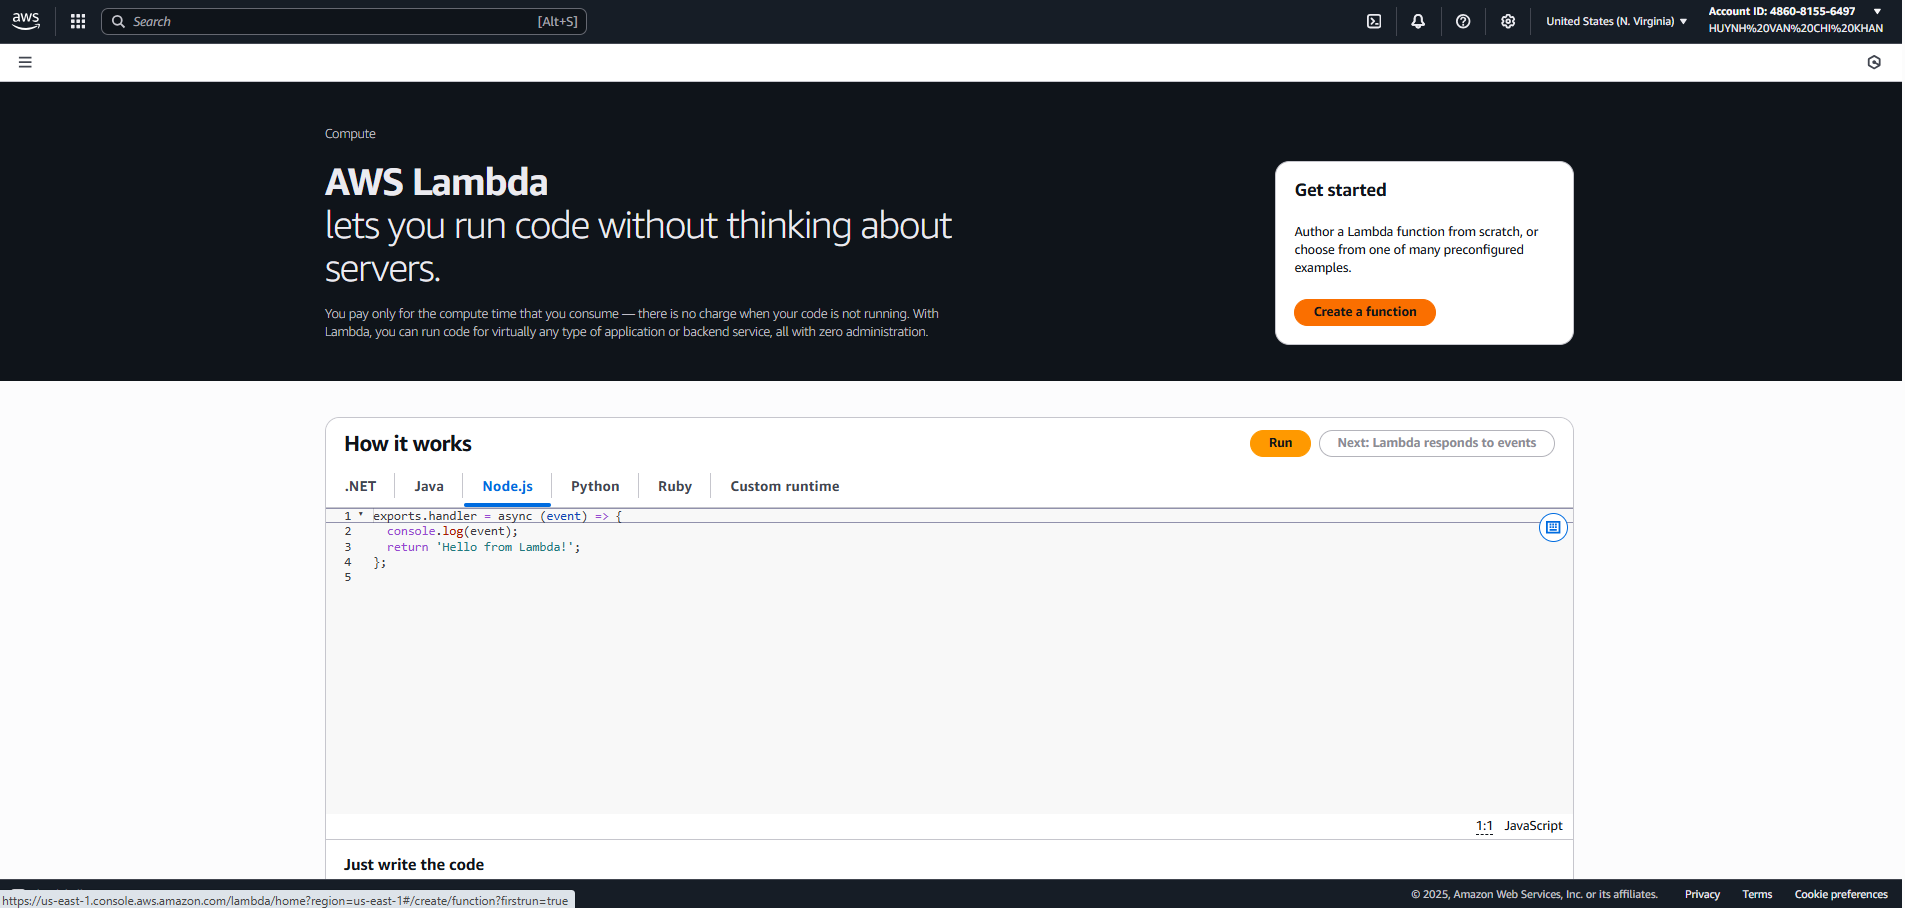 aws
Search
[Alt+S]
United States (N. Virginia)
Account ID: 4860-8155-6497
HUYNH%20VAN%20CHI%20KHAN
Compute
AWS Lambda
lets you run code without thinking about
servers.
You pay only for the compute time that you consume — there is no charge when your code is not running. With
Lambda, you can run code for virtually any type of application or backend service, all with zero administration.
Get started
Author a Lambda function from scratch, or
choose from one of many preconfigured
examples.
Create a function
How it works
Run
Next: Lambda responds to events
.NET
Java
Node.js
Python
Ruby
Custom runtime
1 exports.handler = async (event) => {
2 console.log(event);
3 return 'Hello from Lambda!';
4 };
5
1:1 JavaScript
Just write the code
© 2025, Amazon Web Services, Inc. or its affiliates.
Privacy
Terms
Cookie preferences
https://us-east-1.console.aws.amazon.com/lambda/home?region=us-east-1#/create/function?firstrun=true